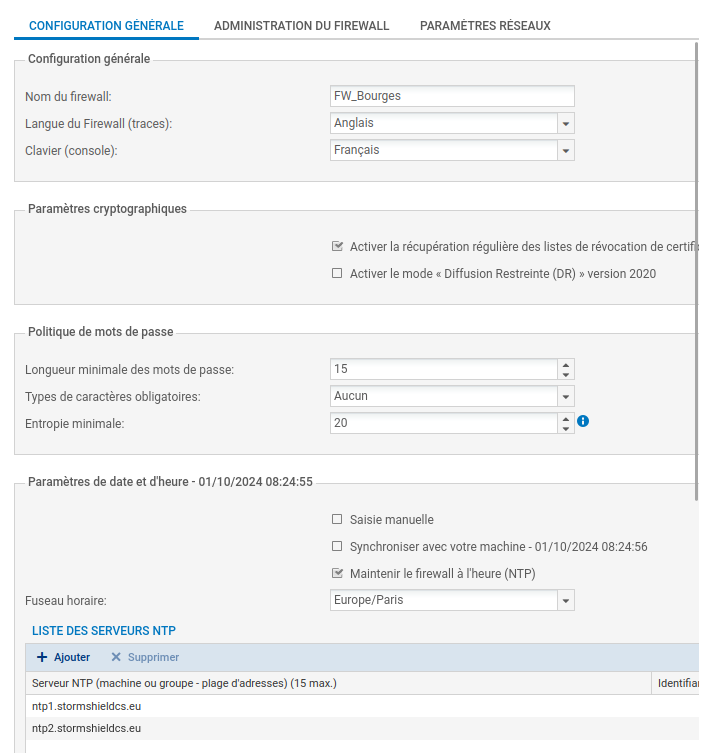 CONFIGURATION GÉNÉRALE ADMINISTRATION DU FIREWALL PARAMÈTRES RÉSEAUX
Configuration générale
Nom du firewall: FW_Bourges
Langue du Firewall (traces): Anglais
Clavier (console): Français
Paramètres cryptographiques
Activer la récupération régulière des listes de révocation de certifi
Activer le mode « Diffusion Restreinte (DR) » version 2020
Politique de mots de passe
Longueur minimale des mots de passe: 15
Types de caractères obligatoires: Aucun
Entropie minimale: 20
Paramètres de date et d'heure - 01/10/2024 08:24:55
Saisie manuelle
Synchroniser avec votre machine - 01/10/2024 08:24:56
Maintenir le firewall à l'heure (NTP)
Fuseau horaire: Europe/Paris
LISTE DES SERVEURS NTP
Ajouter Supprimer
Serveur NTP (machine ou groupe - plage d'adresses) (15 max.) Identifian
ntp1.stormshieldcs.eu
ntp2.stormshieldcs.eu